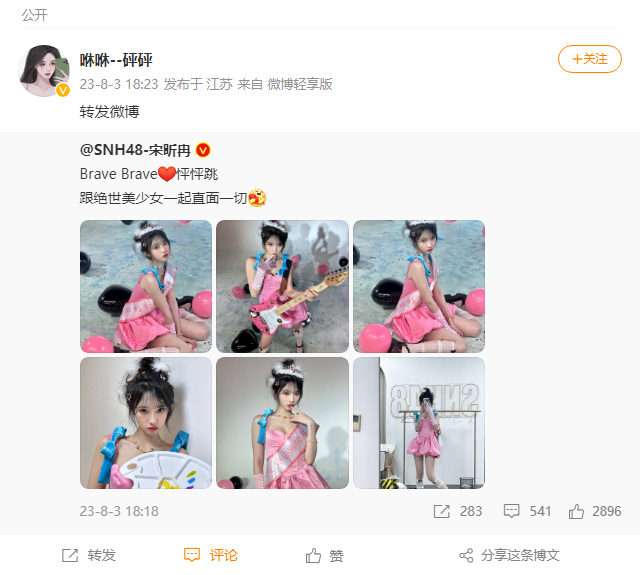 公开
咻咻--砰砰
+关注
23-8-3 18:23 发布于 江苏 来自 微博轻享版
转发微博
@SNH48-宋昕冉
Brave Brave❤️怦怦跳
跟绝世美少女一起直面一切
SNH48
23-8-3 18:18
283
541
2896
转发
评论
赞
分享这条博文